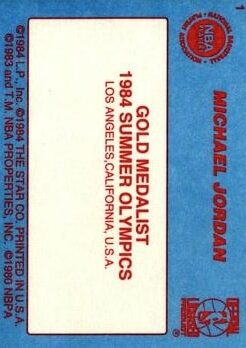 1
MICHAEL JORDAN
NBA
GOLD MEDALIST
1984 SUMMER OLYMPICS
LOS ANGELES, CALIFORNIA, U.S.A.
©1984 L.P., Inc. ©1984 THE STAR CO. PRINTED IN U.S.A.
©1983 and T.M. NBA PROPERTIES, INC. ©1980 NBPA